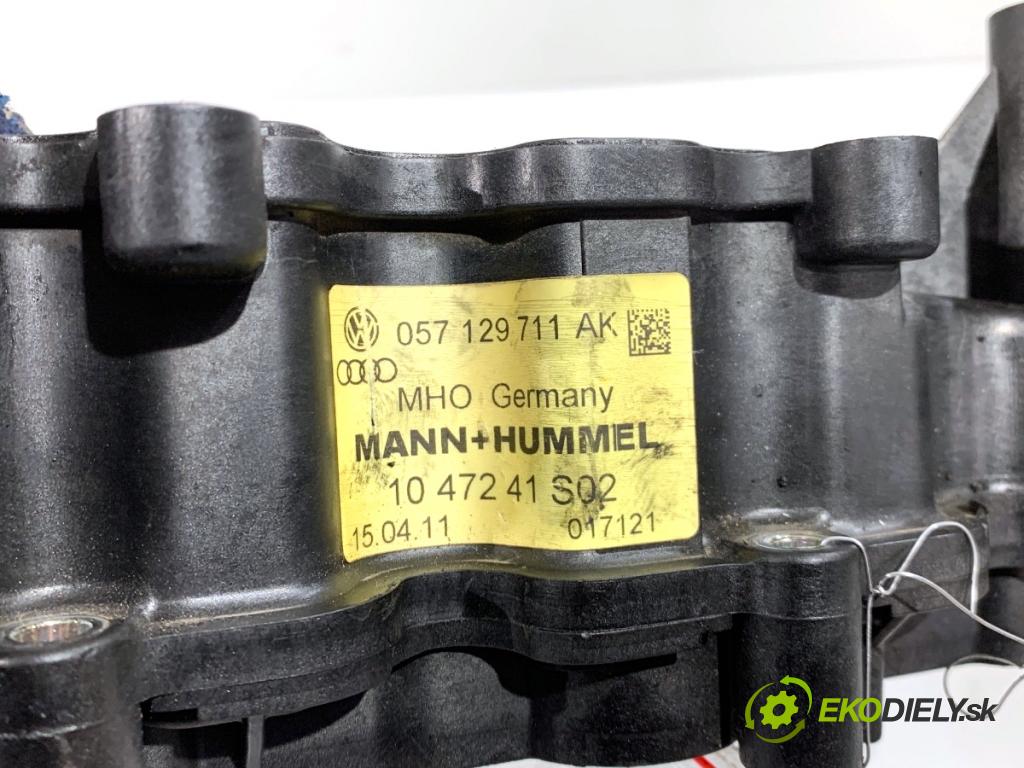 057 129 711 AK
MHO Germany
MANN+HUMMEL
10 472 41 S02
15.04.11 017121
EKODIELY.sk